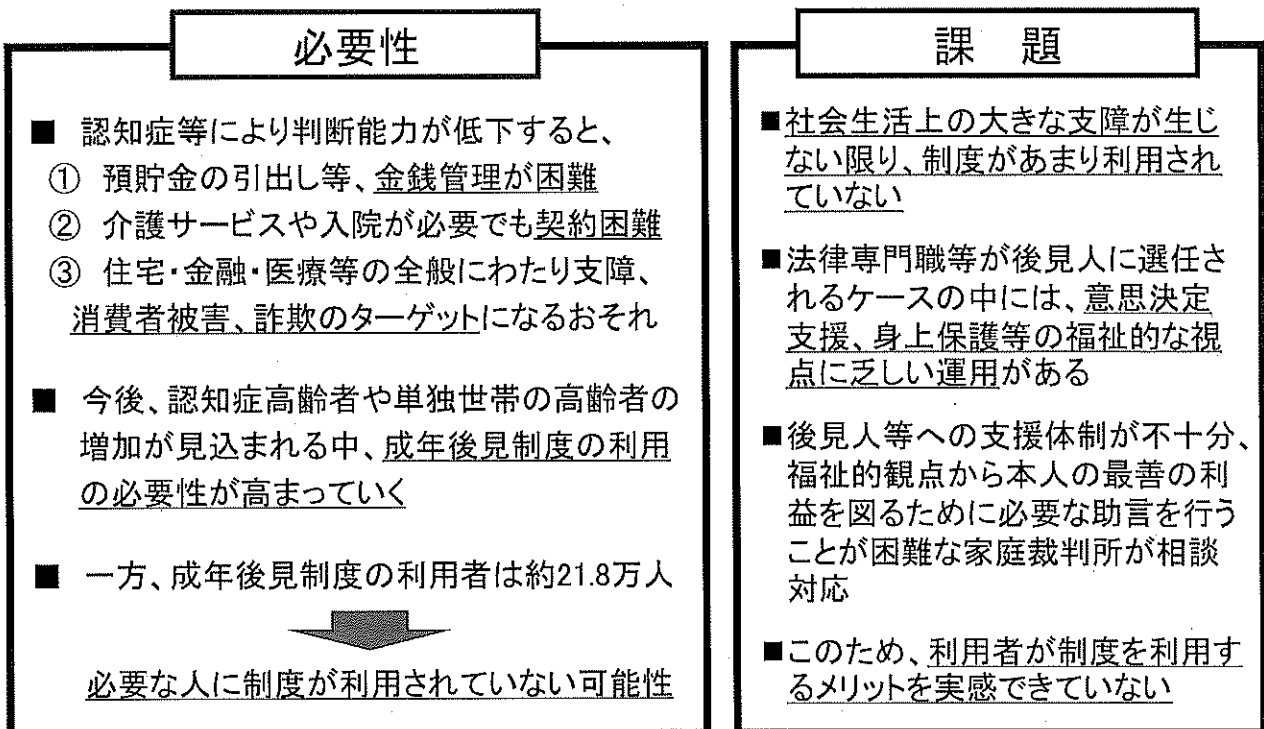 必要性
■ 認知症等により判断能力が低下すると、
① 預貯金の引出し等、金銭管理が困難
② 介護サービスや入院が必要でも契約困難
③ 住宅・金融・医療等の全般にわたり支障、
消費者被害、詐欺のターゲットになるおそれ
■ 今後、認知症高齢者や単独世帯の高齢者の
増加が見込まれる中、成年後見制度の利用
の必要性が高まっていく
■ 一方、成年後見制度の利用者は約21.8万人
必要な人に制度が利用されていない可能性
課 題
■社会生活上の大きな支障が生じ
ない限り、制度があまり利用され
ていない
■法律専門職等が後見人に選任さ
れるケースの中には、意思決定
支援、身上保護等の福祉的な視
点に乏しい運用がある
■後見人等への支援体制が不十分、
福祉的観点から本人の最善の利
益を図るために必要な助言を行う
ことが困難な家庭裁判所が相談
対応
■このため、利用者が制度を利用す
るメリットを実感できていない